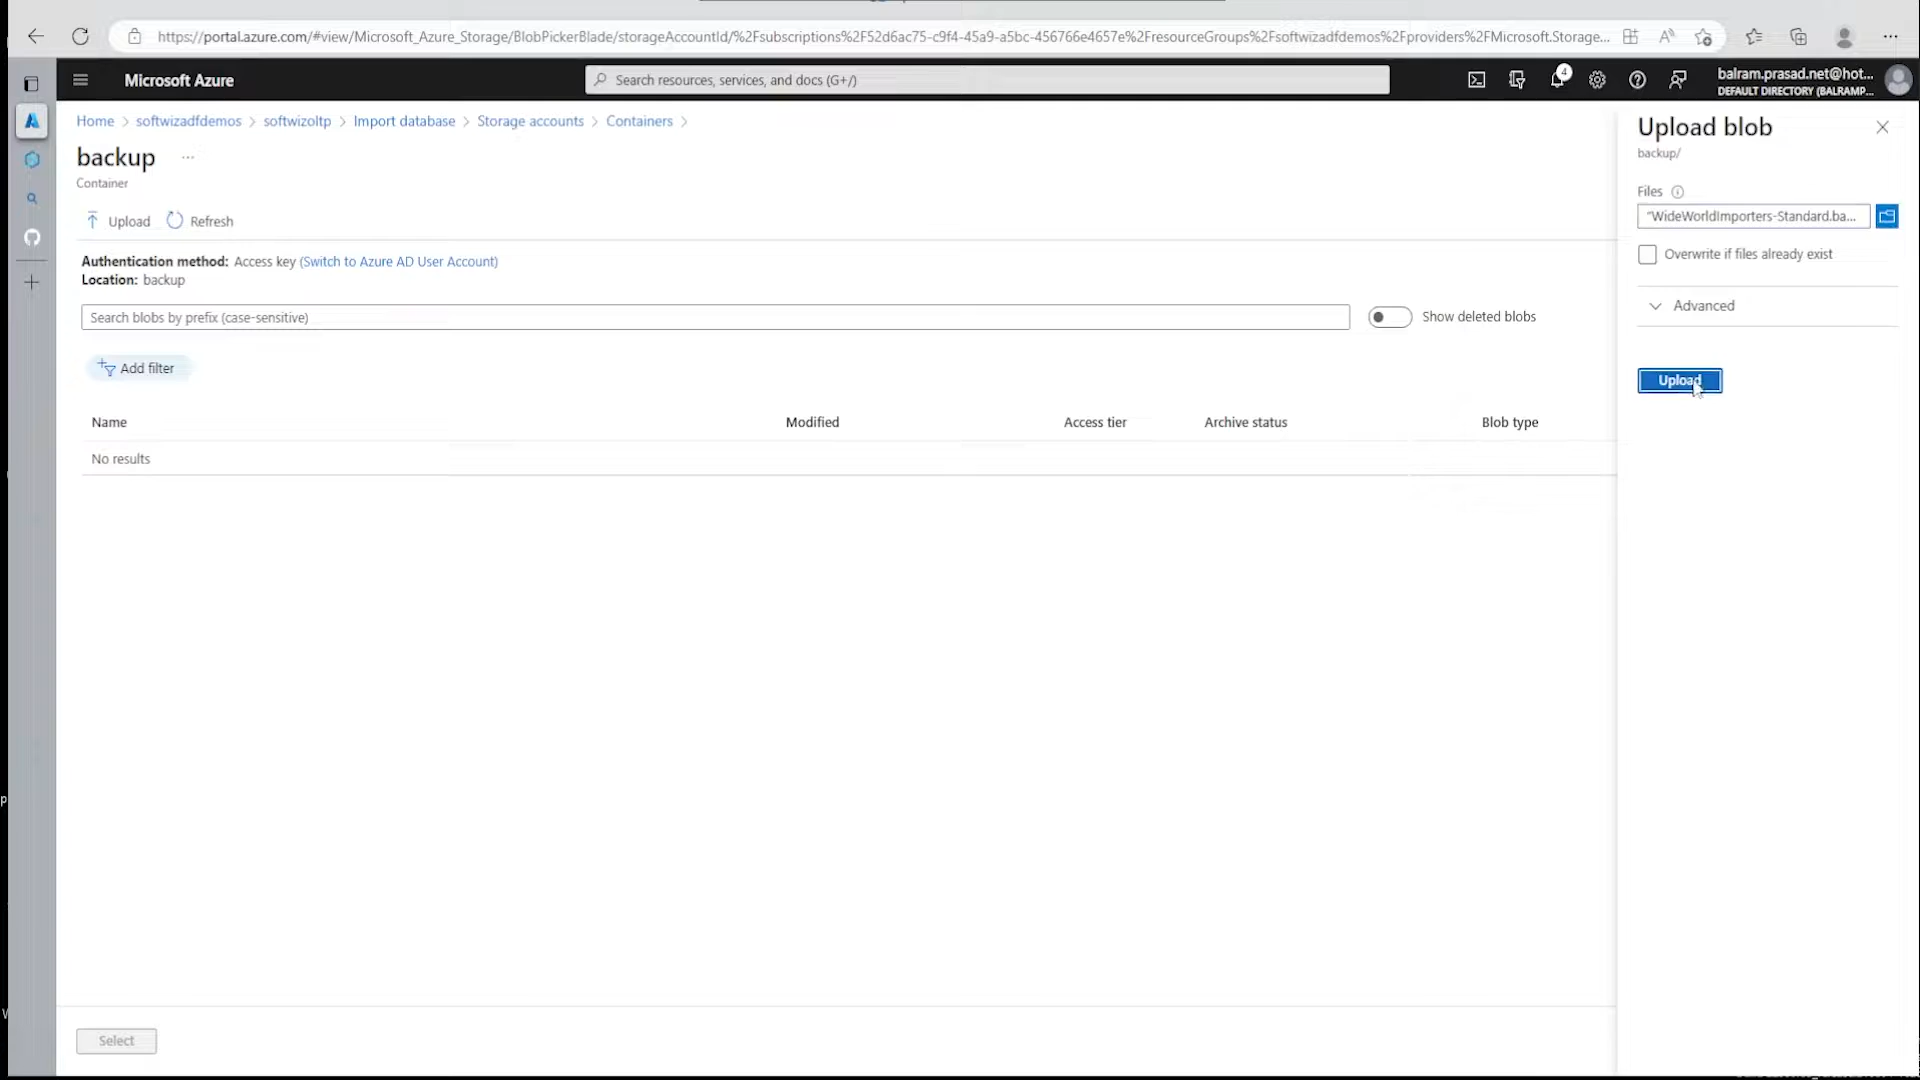 https://portal.azure.com/#view/Microsoft_Azure_Storage/BlobPickerBlade/storageAccountId/%2Fsubscriptions%2F52d6ac75-c9f4-45a9-a5bc-456766e4657e%2FresourceGroups%2Fsoftwizadfdemos%2Fproviders%2FMicrosoft.Storage...
Microsoft Azure
Search resources, services, and docs (G+/)
4
balram.prasad.net@hot...
DEFAULT DIRECTORY (BALRAMP...
Home > softwizadfdemos > softwizoltp > Import database > Storage accounts > Containers >
backup ...
Container
Upload Refresh
Authentication method: Access key (Switch to Azure AD User Account)
Location: backup
Search blobs by prefix (case-sensitive)
Show deleted blobs
Add filter
Name Modified Access tier Archive status Blob type
No results
Select
Upload blob
backup/
Files
"WideWorldImporters-Standard.ba...
Overwrite if files already exist
Advanced
Upload